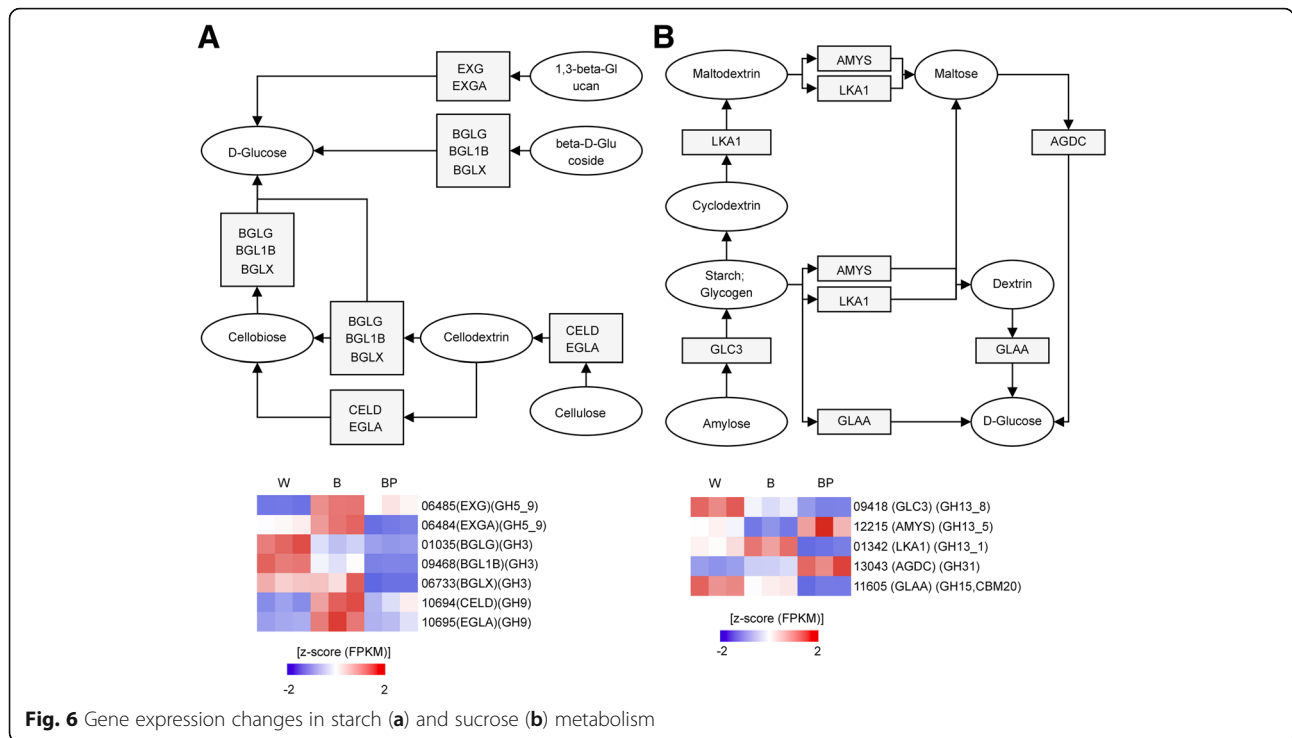 A
EXG
EXGA
1,3-beta-Gl
ucan
D-Glucose
BGLG
BGL1B
BGLX
beta-D-Glu
coside
BGLG
BGL1B
BGLX
Cellobiose
BGLG
BGL1B
BGLX
Cellodextrin
CELD
EGLA
CELD
EGLA
Cellulose
W B BP
06485(EXG)(GH5_9)
06484(EXGA)(GH5_9)
01035(BGLG)(GH3)
09468(BGL1B)(GH3)
06733(BGLX)(GH3)
10694(CELD)(GH9)
10695(EGLA)(GH9)
[z-score (FPKM)]
-2 2
B
Maltodextrin
AMYS
LKA1
Maltose
LKA1
AGDC
Cyclodextrin
Starch;
Glycogen
AMYS
LKA1
Dextrin
GLC3
GLAA
Amylose
GLAA
D-Glucose
W B BP
09418 (GLC3) (GH13_8)
12215 (AMYS) (GH13_5)
01342 (LKA1) (GH13_1)
13043 (AGDC) (GH31)
11605 (GLAA) (GH15,CBM20)
[z-score (FPKM)]
-2 2
Fig. 6 Gene expression changes in starch (a) and sucrose (b) metabolism